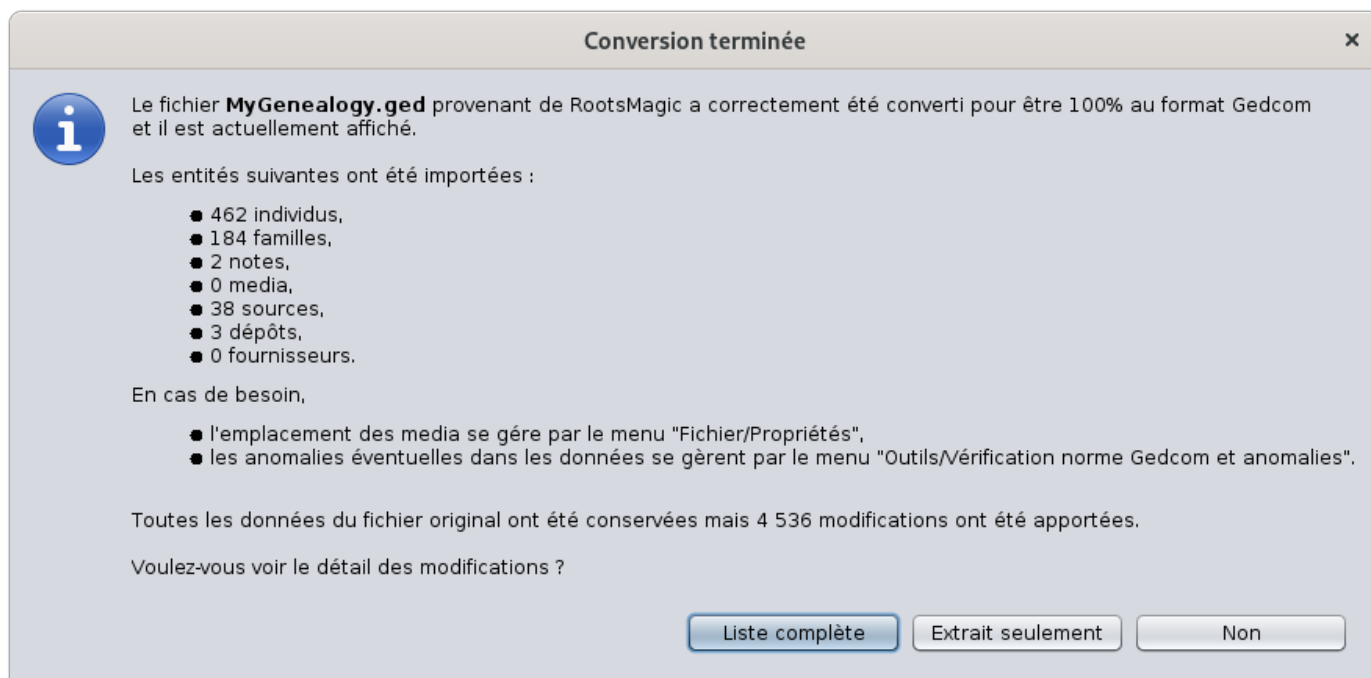 Conversion terminée
Le fichier MyGenealogy.ged provenant de RootsMagic a correctement été converti pour être 100% au format Gedcom
et il est actuellement affiché.
Les entités suivantes ont été importées :
462 individus,
184 familles,
2 notes,
0 media,
38 sources,
3 dépôts,
0 fournisseurs.
En cas de besoin,
l'emplacement des media se gére par le menu "Fichier/Propriétés",
les anomalies éventuelles dans les données se gèrent par le menu "Outils/Vérification norme Gedcom et anomalies".
Toutes les données du fichier original ont été conservées mais 4 536 modifications ont été apportées.
Voulez-vous voir le détail des modifications ?
Liste complète Extrait seulement Non